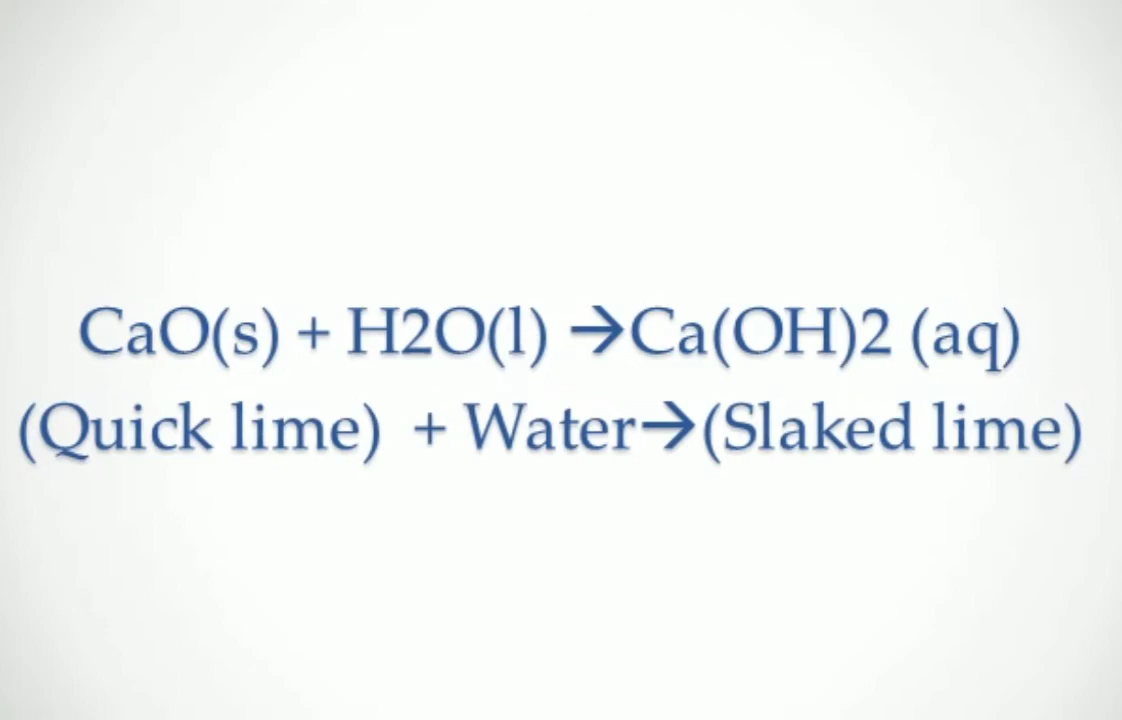 CaO(s) + H2O(l) →Ca(OH)2 (aq)
(Quick lime) + Water→(Slaked lime)